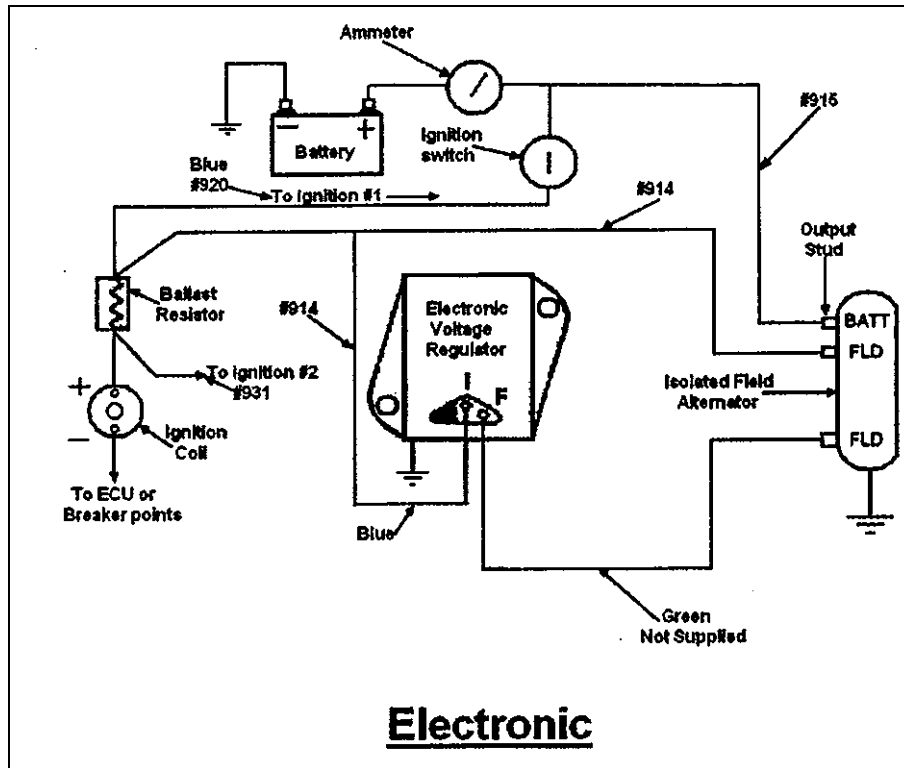 Ammeter
#915
Battery
− +
Ignition
switch
Blue
#920
To Ignition #1
#914
Output
Stud
Ballast
Resistor
#914
Electronic
Voltage
Regulator
I F
BATT
FLD
Isolated Field
Alternator
FLD
To Ignition #2
#931
+
−
Ignition
Coil
To ECU or
Breaker points
Blue
Green
Not Supplied
Electronic